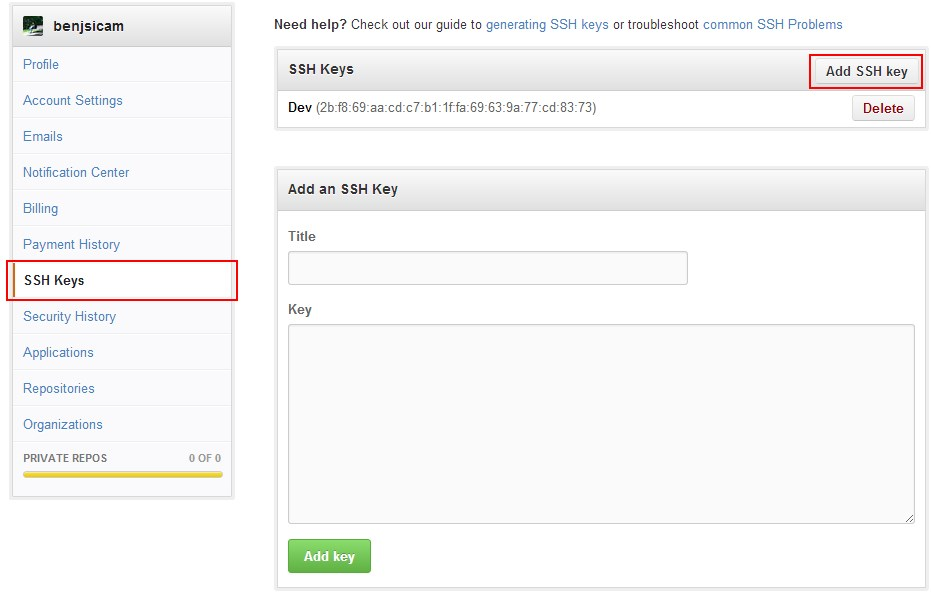 benjsicam
Profile
Account Settings
Emails
Notification Center
Billing
Payment History
SSH Keys
Security History
Applications
Repositories
Organizations
PRIVATE REPOS 0 OF 0
Need help? Check out our guide to generating SSH keys or troubleshoot common SSH Problems
SSH Keys Add SSH key
Dev (2b:f8:69:aa:cd:c7:b1:1f:fa:69:63:9a:77:cd:83:73) Delete
Add an SSH Key
Title
Key
Add key